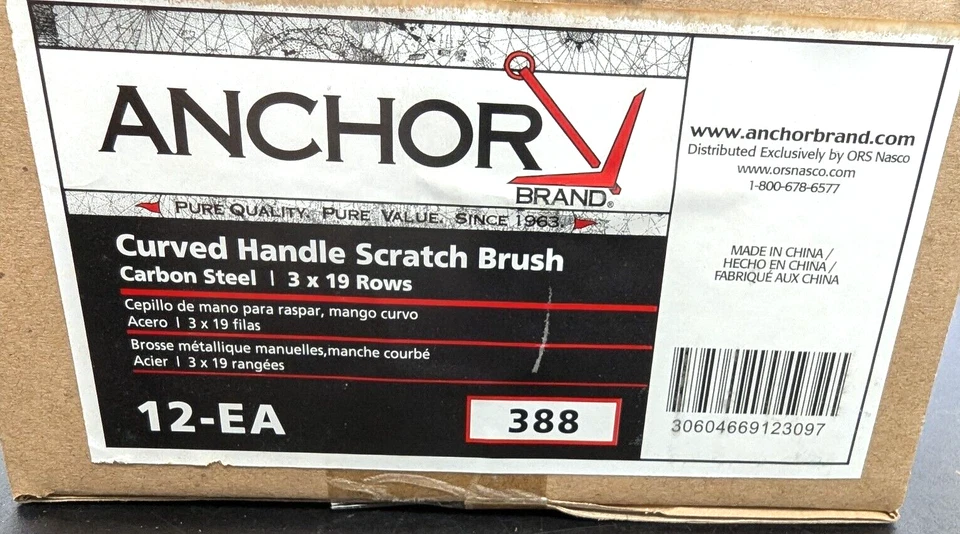 ANCHOR
BRAND®
PURE QUALITY. PURE VALUE. SINCE 1963.
Curved Handle Scratch Brush
Carbon Steel | 3 x 19 Rows
Cepillo de mano para raspar, mango curvo
Acero | 3 x 19 filas
Brosse métallique manuelles,manche courbé
Acier | 3 x 19 rangées
12-EA
388
www.anchorbrand.com
Distributed Exclusively by ORS Nasco
www.orsnasco.com
1-800-678-6577
MADE IN CHINA /
HECHO EN CHINA /
FABRIQUÉ AUX CHINA
30604669123097